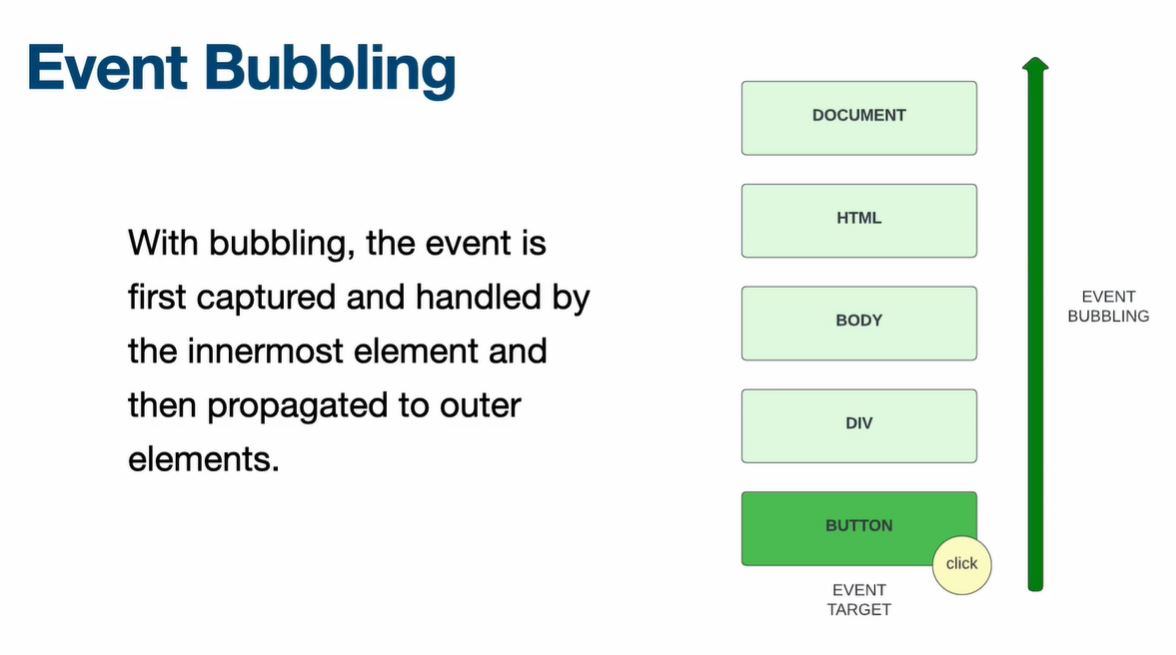 Event Bubbling
With bubbling, the event is
first captured and handled by
the innermost element and
then propagated to outer
elements.
DOCUMENT
HTML
BODY
DIV
BUTTON
click
EVENT
TARGET
EVENT
BUBBLING